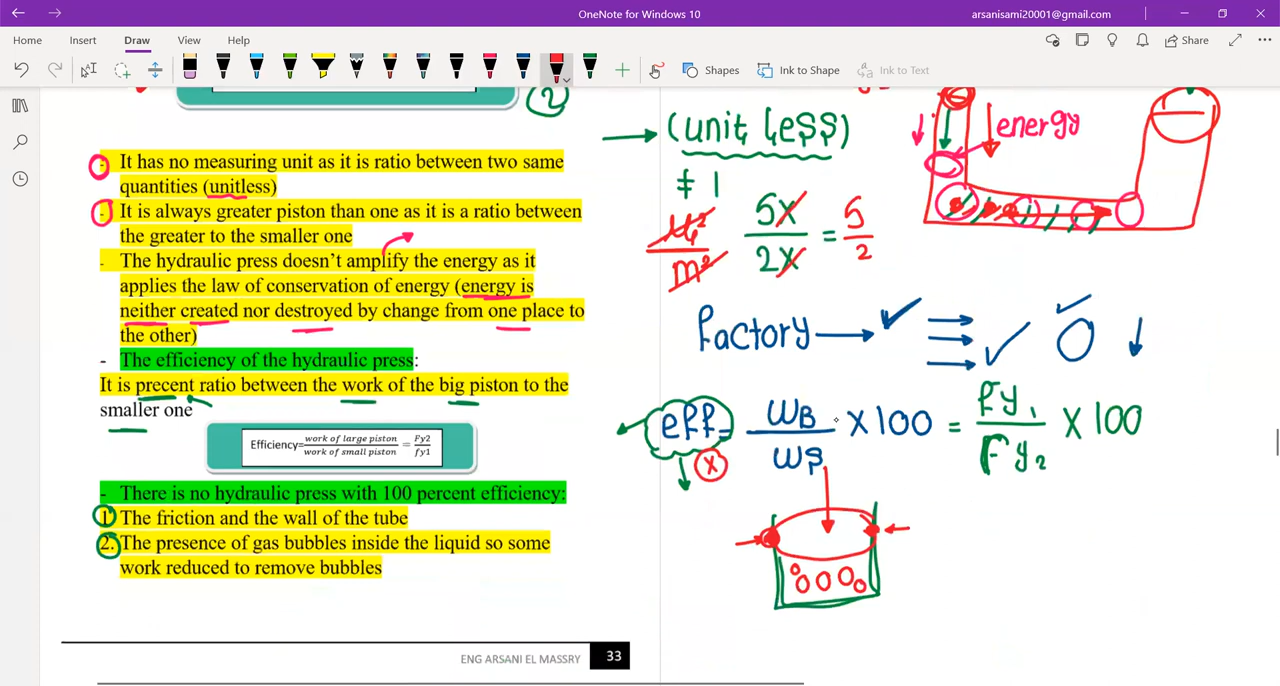 OneNote for Windows 10
arsanisami20001@gmail.com
Home Insert Draw View Help
Share
Shapes Ink to Shape Ink to Text
2
- It has no measuring unit as it is ratio between two same
quantities (unitless)
- It is always greater piston than one as it is a ratio between
the greater to the smaller one
- The hydraulic press doesn't amplify the energy as it
applies the law of conservation of energy (energy is
neither created nor destroyed by change from one place to
the other)
- The efficiency of the hydraulic press:
It is precent ratio between the work of the big piston to the
smaller one
Efficiency=work of large piston/work of small piston = Fy2/fy1
- There is no hydraulic press with 100 percent efficiency:
1. The friction and the wall of the tube
2. The presence of gas bubbles inside the liquid so some
work reduced to remove bubbles
ENG ARSANI EL MASSRY 33
(unit less)
energy
≠ 1
m²/m² 5x/2x = 5/2
Factory
eff = WB/WS X 100 = Fy1/Fy2 X 100
X